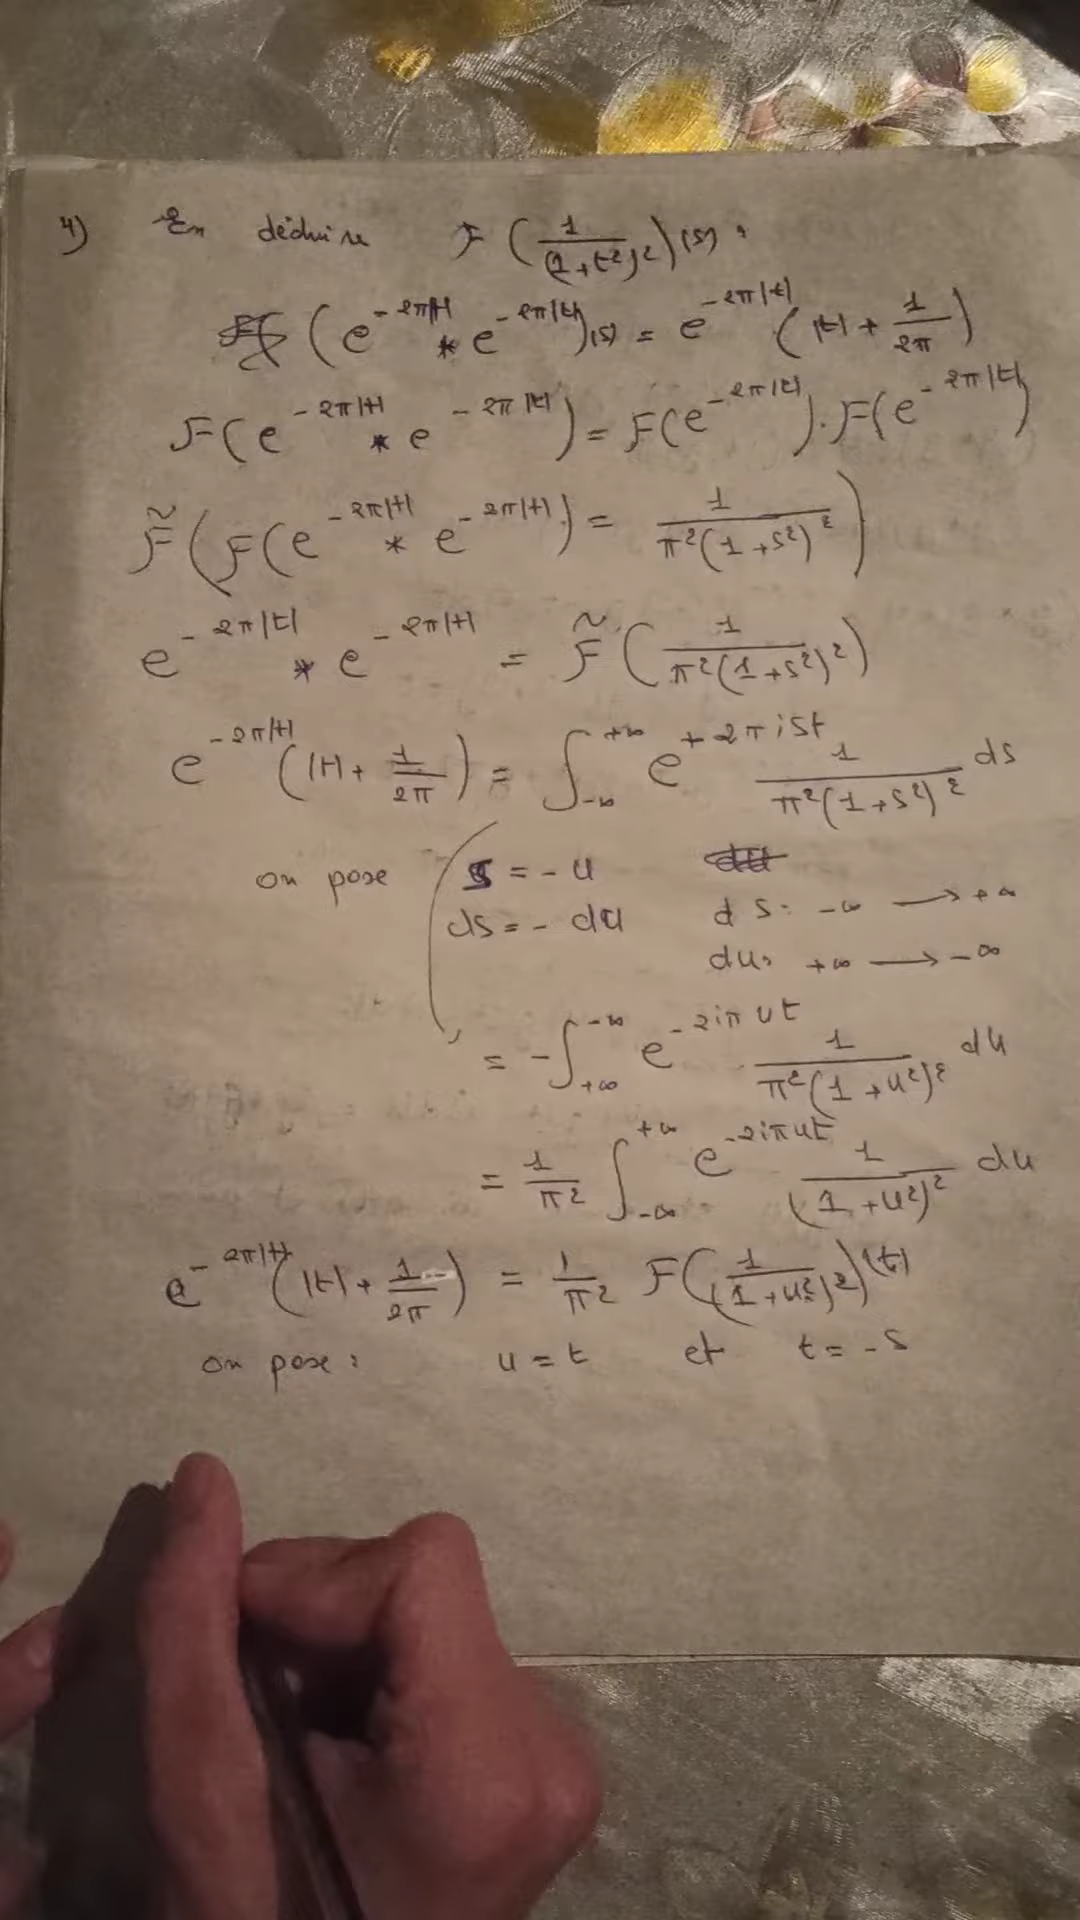 4) En déduire F(1/(1+t²)²)(s).
(e^{-2π|t|} * e^{-2π|t|})(s) = e^{-2π|t|}(|t| + 1/2π)
F(e^{-2π|t|} * e^{-2π|t|}) = F(e^{-2π|t|}).F(e^{-2π|t|})
F̃(F(e^{-2π|t|} * e^{-2π|t|}) = 1/π²(1+s²)²)
e^{-2π|t|} * e^{-2π|t|} = F̃(1/π²(1+s²)²)
e^{-2π|t|}(|t| + 1/2π) = ∫_{-∞}^{+∞} e^{+2πist} 1/π²(1+s²)² ds
on pose s = -u
ds = - du ds: -∞ → +∞
du: +∞ → -∞
= -∫_{+∞}^{-∞} e^{-2iπut} 1/π²(1+u²)² du
= 1/π² ∫_{-∞}^{+∞} e^{-2iπut} 1/(1+u²)² du
e^{-2π|t|}(|t| + 1/2π) = 1/π² F(1/(1+u²)²)(t)
on pose: u = t et t = -s